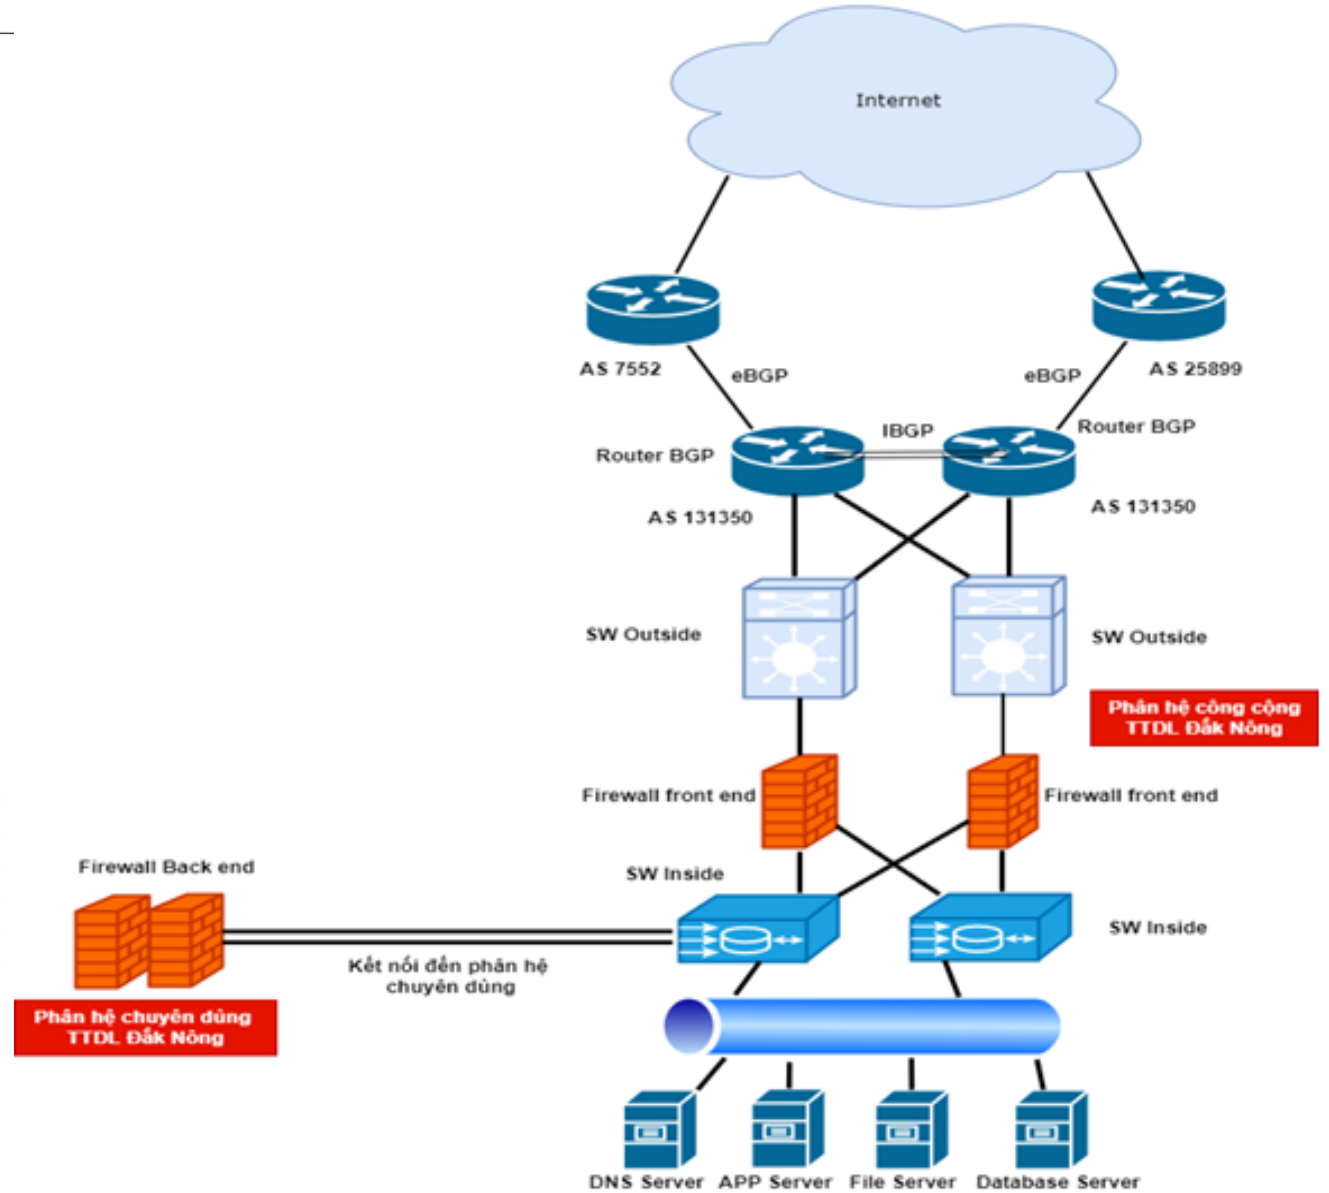 Internet
AS 7552
eBGP
eBGP
AS 25899
Router BGP
IBGP
Router BGP
AS 131350
AS 131350
SW Outside
SW Outside
Phân hệ công cộng
TTDL Đắk Nông
Firewall front end
Firewall front end
Firewall Back end
SW Inside
SW Inside
Kết nối đến phân hệ
chuyên dùng
Phân hệ chuyên dùng
TTDL Đắk Nông
DNS Server
APP Server
File Server
Database Server